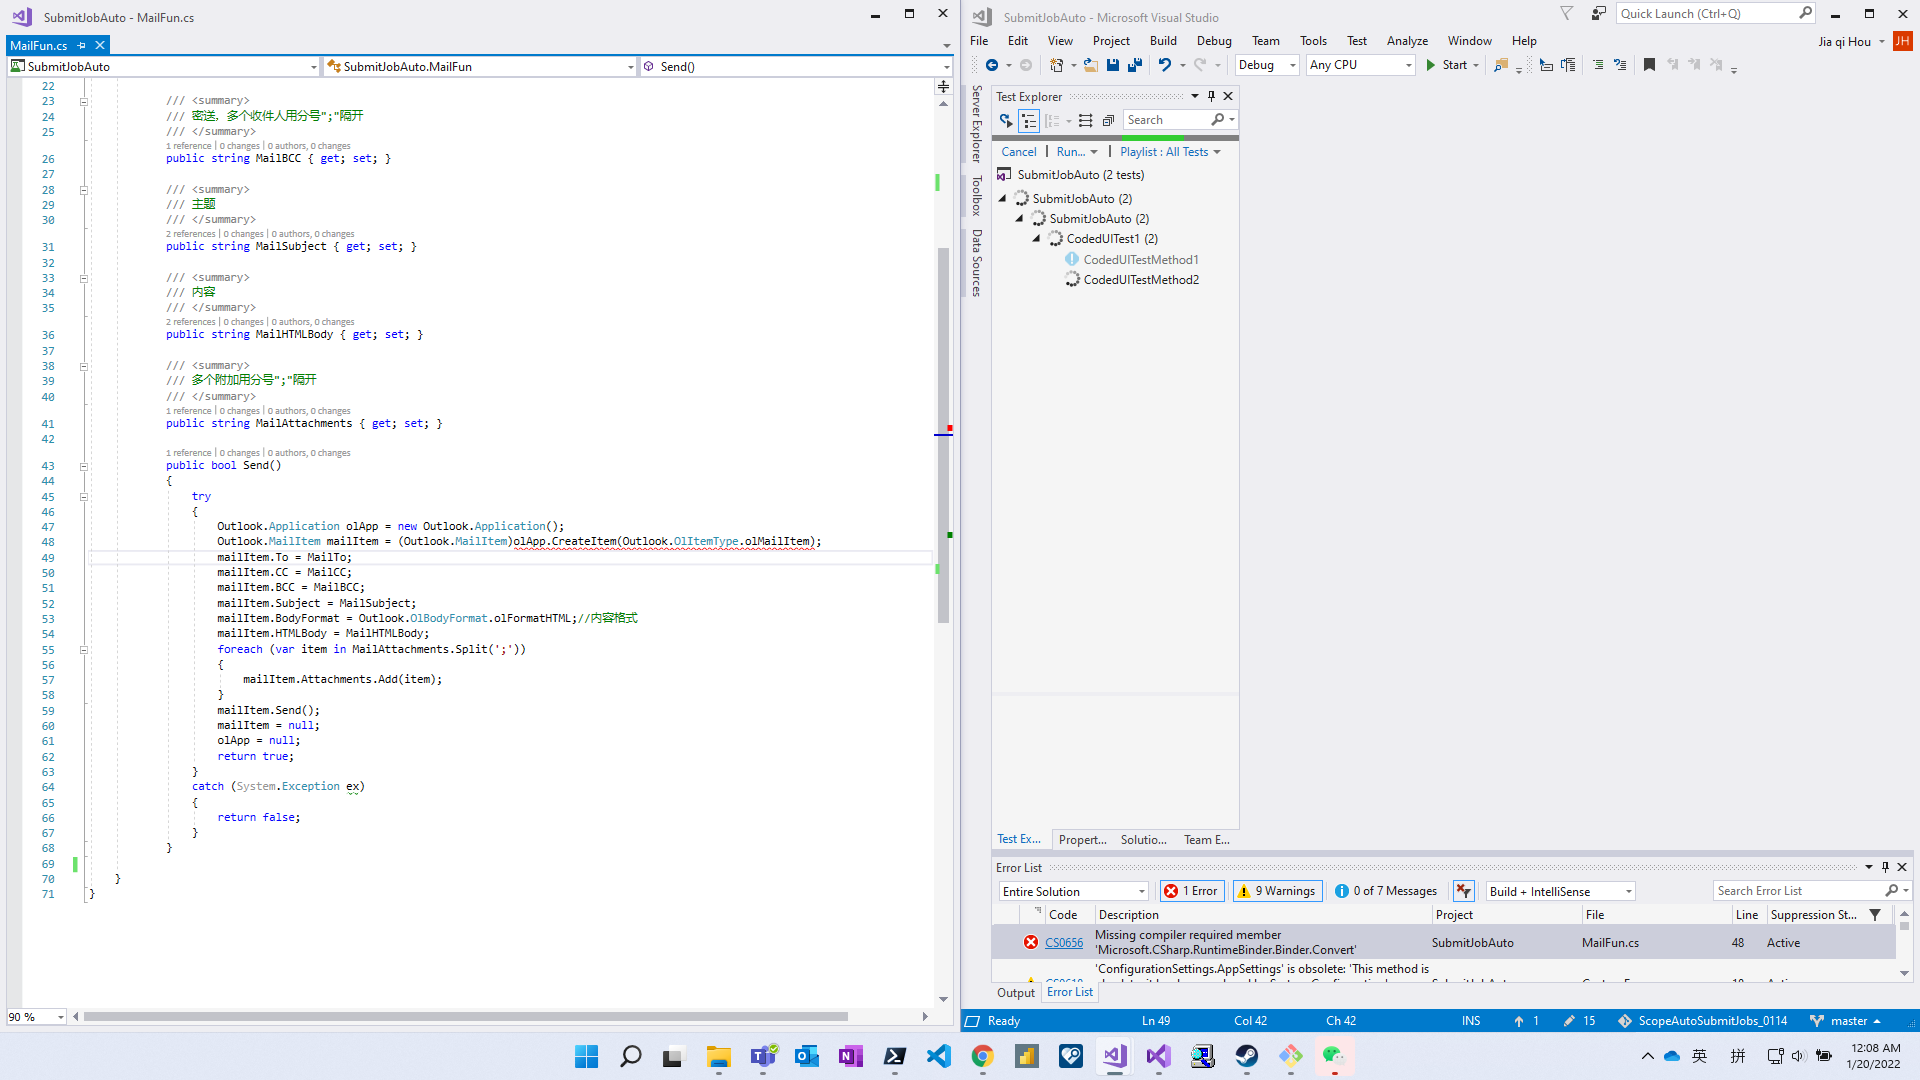 SubmitJobAuto - MailFun.cs
MailFun.cs
SubmitJobAuto
SubmitJobAuto.MailFun
Send()
22
23 /// <summary>
24 /// 密送，多个收件人用分号";"隔开
25 /// </summary>
1 reference | 0 changes | 0 authors, 0 changes
26 public string MailBCC { get; set; }
27
28 /// <summary>
29 /// 主题
30 /// </summary>
2 references | 0 changes | 0 authors, 0 changes
31 public string MailSubject { get; set; }
32
33 /// <summary>
34 /// 内容
35 /// </summary>
2 references | 0 changes | 0 authors, 0 changes
36 public string MailHTMLBody { get; set; }
37
38 /// <summary>
39 /// 多个附加用分号";"隔开
40 /// </summary>
1 reference | 0 changes | 0 authors, 0 changes
41 public string MailAttachments { get; set; }
42
1 reference | 0 changes | 0 authors, 0 changes
43 public bool Send()
44 {
45 try
46 {
47 Outlook.Application olApp = new Outlook.Application();
48 Outlook.MailItem mailItem = (Outlook.MailItem)olApp.CreateItem(Outlook.OlItemType.olMailItem);
49 mailItem.To = MailTo;
50 mailItem.CC = MailCC;
51 mailItem.BCC = MailBCC;
52 mailItem.Subject = MailSubject;
53 mailItem.BodyFormat = Outlook.OlBodyFormat.olFormatHTML;//内容格式
54 mailItem.HTMLBody = MailHTMLBody;
55 foreach (var item in MailAttachments.Split(';'))
56 {
57 mailItem.Attachments.Add(item);
58 }
59 mailItem.Send();
60 mailItem = null;
61 olApp = null;
62 return true;
63 }
64 catch (System.Exception ex)
65 {
66 return false;
67 }
68 }
69
70 }
71 }
90 %
SubmitJobAuto - Microsoft Visual Studio
Quick Launch (Ctrl+Q)
File Edit View Project Build Debug Team Tools Test Analyze Window Help
Jia qi Hou JH
Debug Any CPU Start
Server Explorer
Toolbox
Data Sources
Test Explorer
Search
Cancel | Run... | Playlist : All Tests
SubmitJobAuto (2 tests)
SubmitJobAuto (2)
SubmitJobAuto (2)
CodedUITest1 (2)
CodedUITestMethod1
CodedUITestMethod2
Test Ex... Propert... Solutio... Team E...
Error List
Entire Solution 1 Error 9 Warnings 0 of 7 Messages Build + IntelliSense Search Error List
Code Description Project File Line Suppression St...
CS0656 Missing compiler required member 'Microsoft.CSharp.RuntimeBinder.Binder.Convert' SubmitJobAuto MailFun.cs 48 Active
'ConfigurationSettings.AppSettings' is obsolete: 'This method is
Output Error List
Ready Ln 49 Col 42 Ch 42 INS 1 15 ScopeAutoSubmitJobs_0114 master
英 拼
12:08 AM
1/20/2022